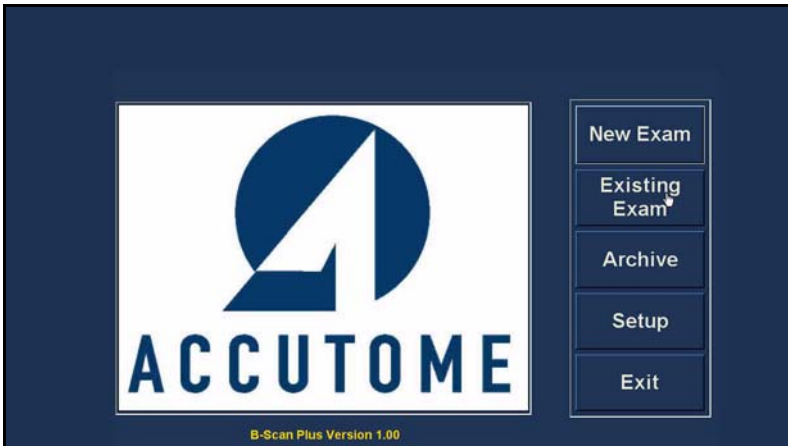 ACCUTOME
New Exam
Existing
Exam
Archive
Setup
Exit
B-Scan Plus Version 1.00